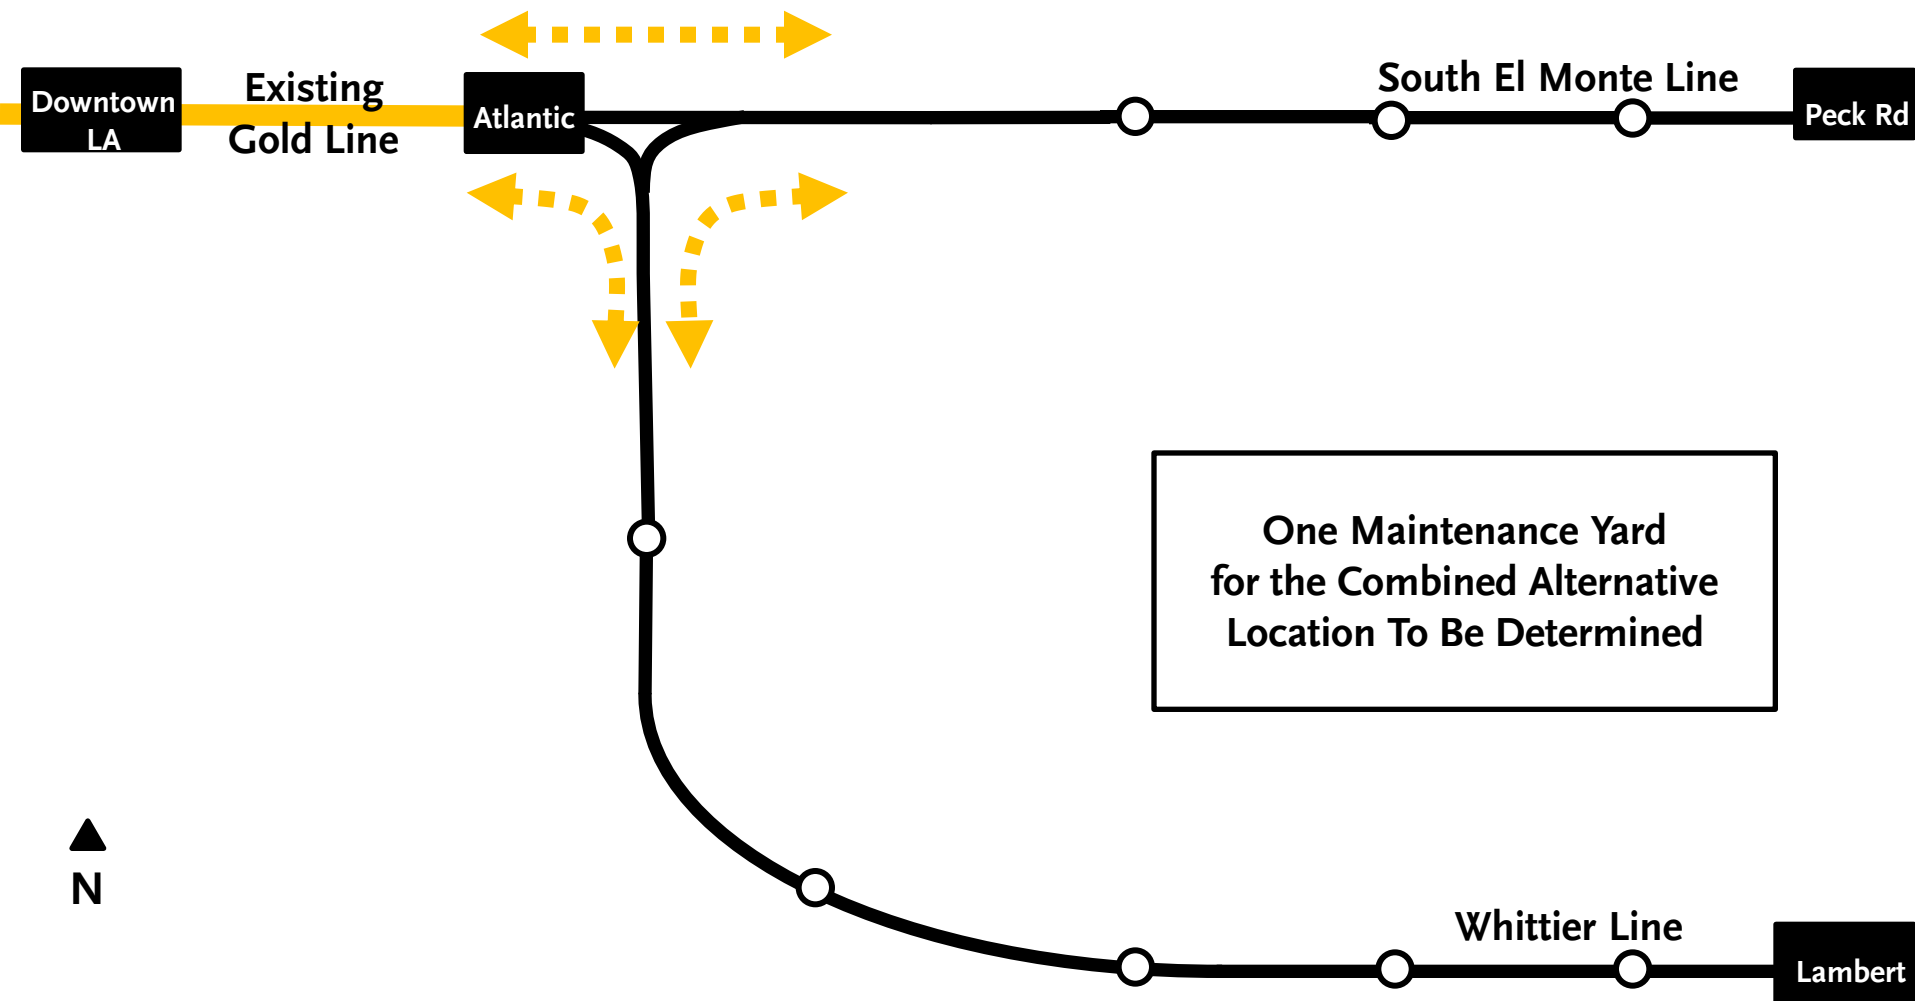 Downtown
LA
Existing
Gold Line
Atlantic
South El Monte Line
Peck Rd
One Maintenance Yard
for the Combined Alternative
Location To Be Determined
N
Whittier Line
Lambert